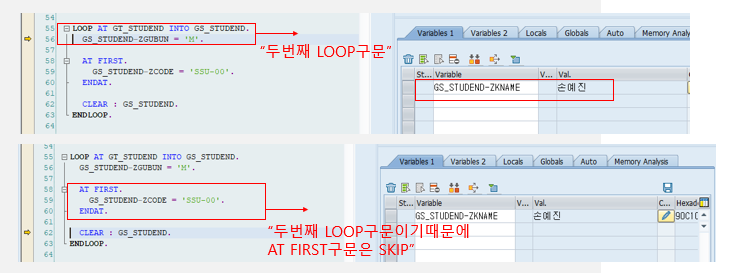 54
55 LOOP AT GT_STUDEND INTO GS_STUDEND.
56 GS_STUDEND-ZGUBUN = 'M'.
57
58 AT FIRST.
59 GS_STUDEND-ZCODE = 'SSU-00'.
60 ENDAT.
61
62 CLEAR : GS_STUDEND.
63 ENDLOOP.
64
"두번째 LOOP구문"
Variables 1 Variables 2 Locals Globals Auto Memory Analy
St... Variable V... Val.
GS_STUDEND-ZKNAME 손예진
54
55 LOOP AT GT_STUDEND INTO GS_STUDEND.
56 GS_STUDEND-ZGUBUN = 'M'.
57
58 AT FIRST.
59 GS_STUDEND-ZCODE = 'SSU-00'.
60 ENDAT.
61
62 CLEAR : GS_STUDEND.
63 ENDLOOP.
64
"두번째 LOOP구문이기때문에
AT FIRST구문은 SKIP"
Variables 1 Variables 2 Locals Globals Auto Memory Analysis
St... Variable V... Val. C... Hexad
GS_STUDEND-ZKNAME 손예진 90C1C